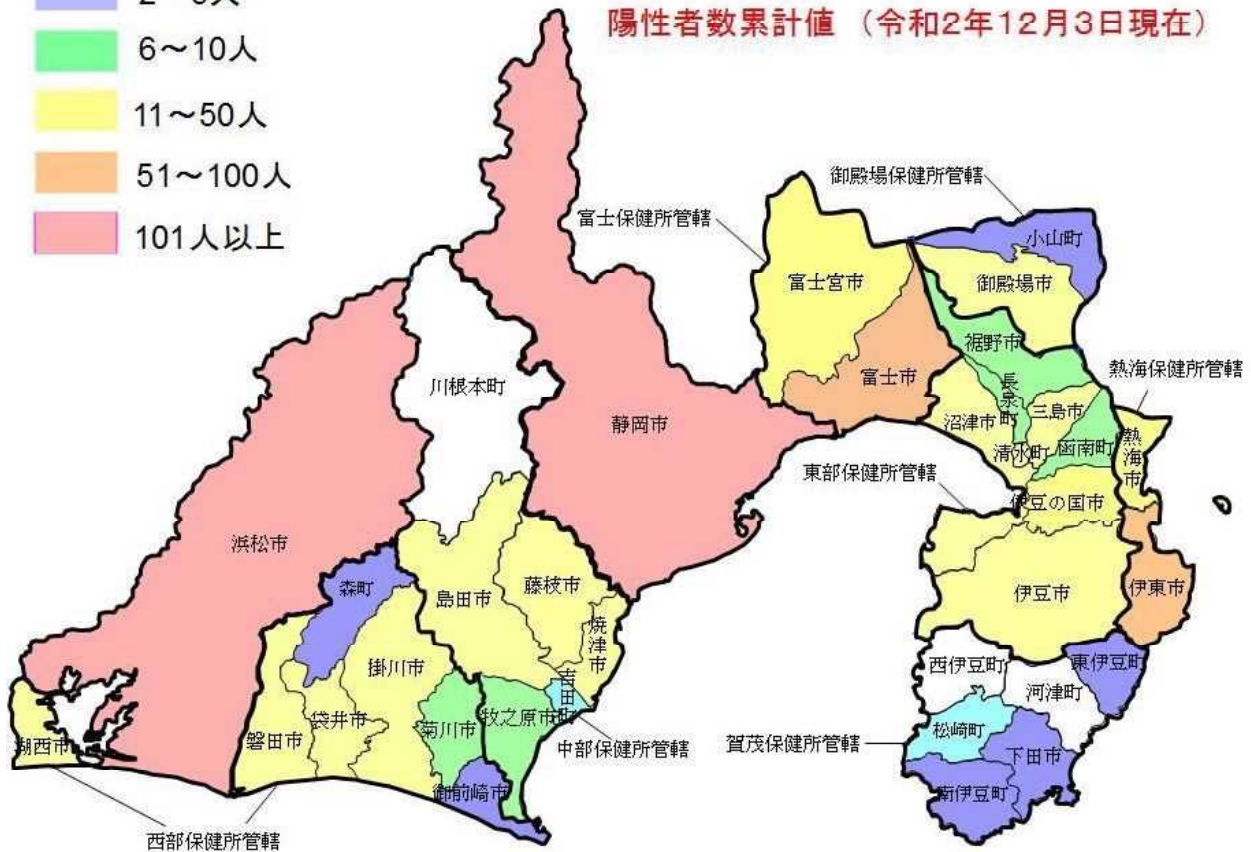 陽性者数累計値 （令和2年12月3日現在）
6～10人
11～50人
51～100人
101人以上
御殿場保健所管轄
富士保健所管轄
小山町
富士宮市
御殿場市
裾野市
熱海保健所管轄
川根本町
富士市
長泉町
静岡市
沼津市
三島市
清水町
函南町
熱海市
東部保健所管轄
伊豆の国市
浜松市
森町
島田市
藤枝市
伊豆市
伊東市
焼津市
掛川市
西伊豆町
東伊豆町
河津町
吉田町
湖西市
磐田市
袋井市
菊川市
牧之原市
松崎町
中部保健所管轄
賀茂保健所管轄
下田市
御前崎市
南伊豆町
西部保健所管轄